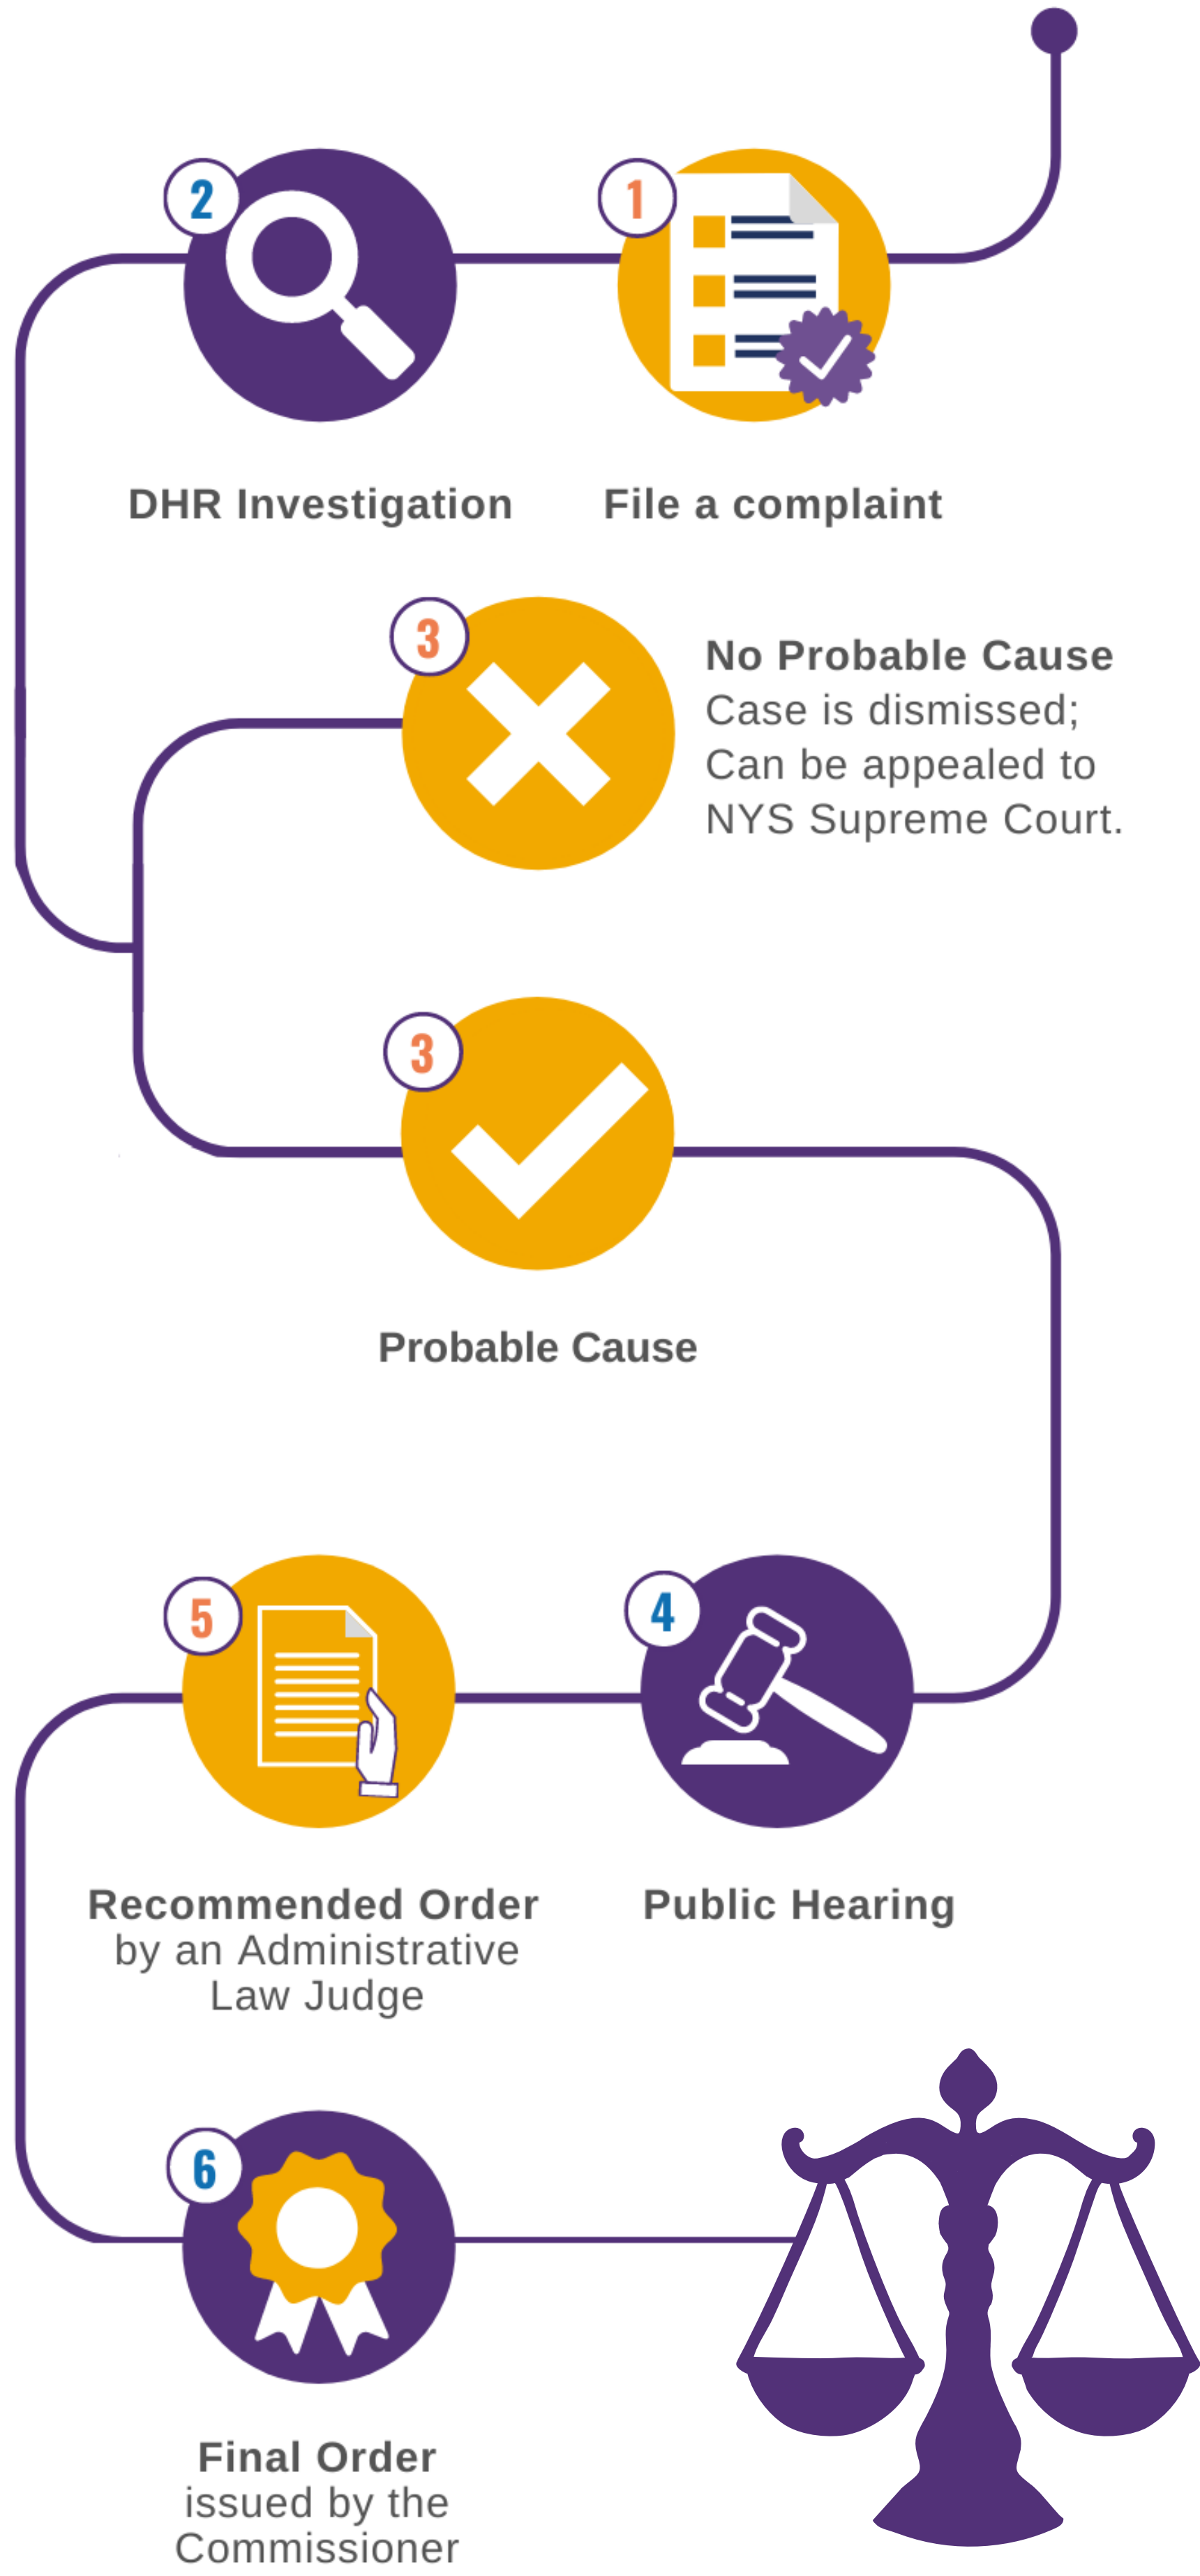 1
File a complaint
2
DHR Investigation
3
No Probable Cause
Case is dismissed;
Can be appealed to
NYS Supreme Court.
3
Probable Cause
4
Public Hearing
5
Recommended Order
by an Administrative
Law Judge
6
Final Order
issued by the
Commissioner